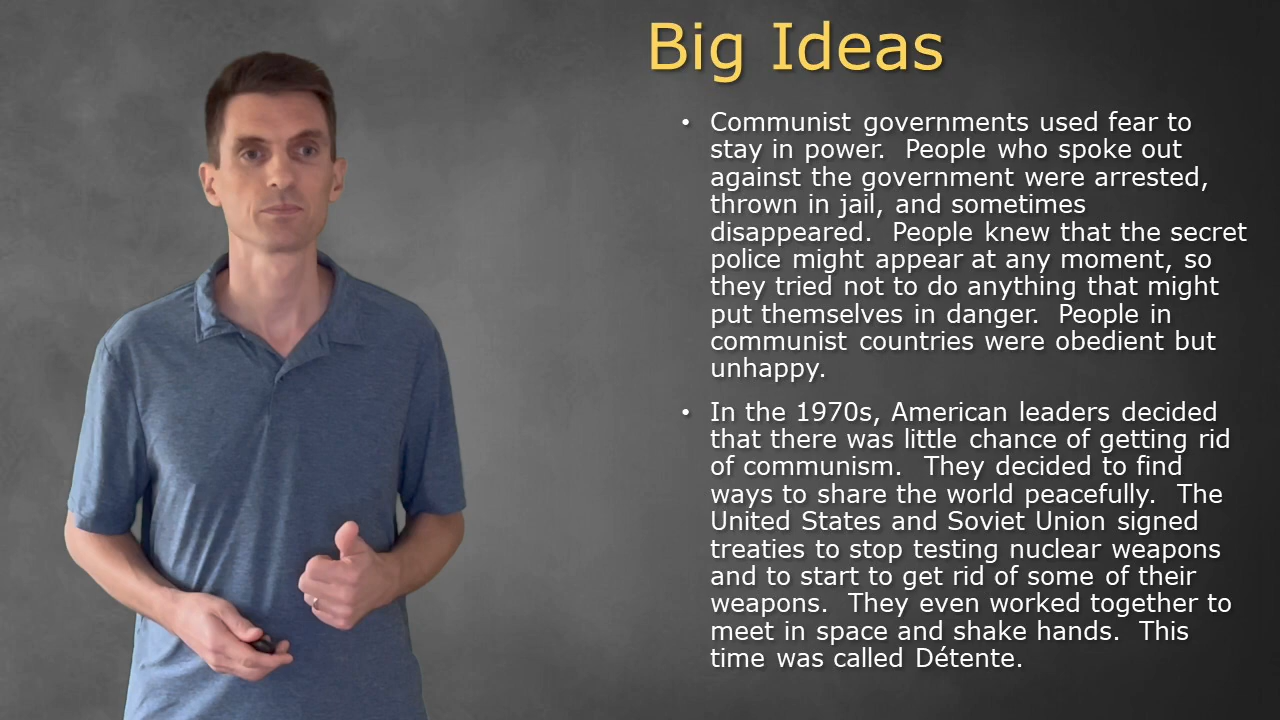 Big Ideas
• Communist governments used fear to
stay in power.  People who spoke out
against the government were arrested,
thrown in jail, and sometimes
disappeared.  People knew that the secret
police might appear at any moment, so
they tried not to do anything that might
put themselves in danger.  People in
communist countries were obedient but
unhappy.
• In the 1970s, American leaders decided
that there was little chance of getting rid
of communism.  They decided to find
ways to share the world peacefully.  The
United States and Soviet Union signed
treaties to stop testing nuclear weapons
and to start to get rid of some of their
weapons.  They even worked together to
meet in space and shake hands.  This
time was called Détente.